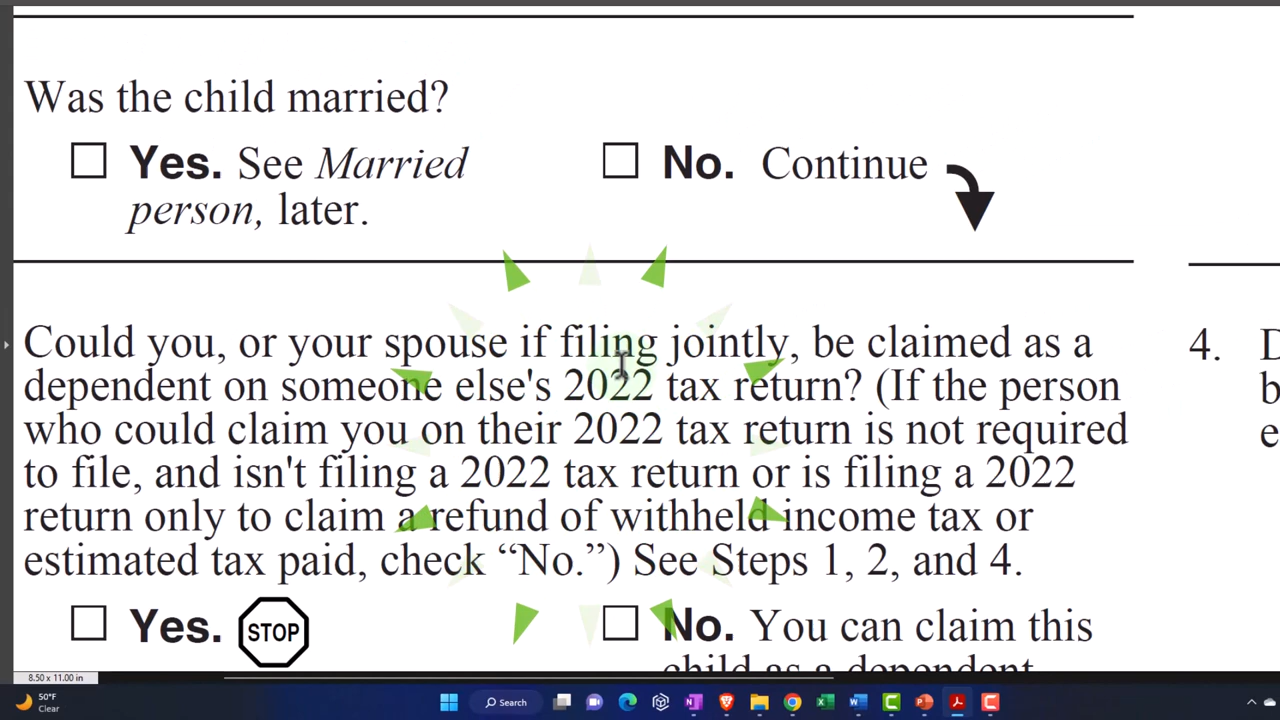 Was the child married?
Yes. See Married No. Continue
person, later.
Could you, or your spouse if filing jointly, be claimed as a
dependent on someone else's 2022 tax return? (If the person
who could claim you on their 2022 tax return is not required
to file, and isn't filing a 2022 tax return or is filing a 2022
return only to claim a refund of withheld income tax or
estimated tax paid, check “No.”) See Steps 1, 2, and 4.
Yes. STOP No. You can claim this
child as a dependent
4.
8.50 x 11.00 in
50°F
Clear
Search